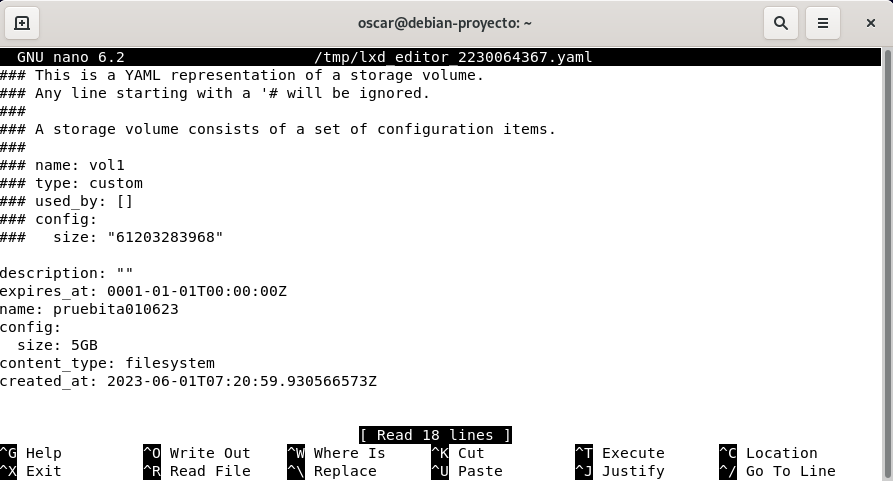 oscar@debian-proyecto: ~
GNU nano 6.2 /tmp/lxd_editor_2230064367.yaml
### This is a YAML representation of a storage volume.
### Any line starting with a '# will be ignored.
###
### A storage volume consists of a set of configuration items.
###
### name: vol1
### type: custom
### used_by: []
### config:
###   size: "61203283968"

description: ""
expires_at: 0001-01-01T00:00:00Z
name: pruebita010623
config:
  size: 5GB
content_type: filesystem
created_at: 2023-06-01T07:20:59.930566573Z

[ Read 18 lines ]
^G Help ^O Write Out ^W Where Is ^K Cut ^T Execute ^C Location
^X Exit ^R Read File ^\ Replace ^U Paste ^J Justify ^/ Go To Line